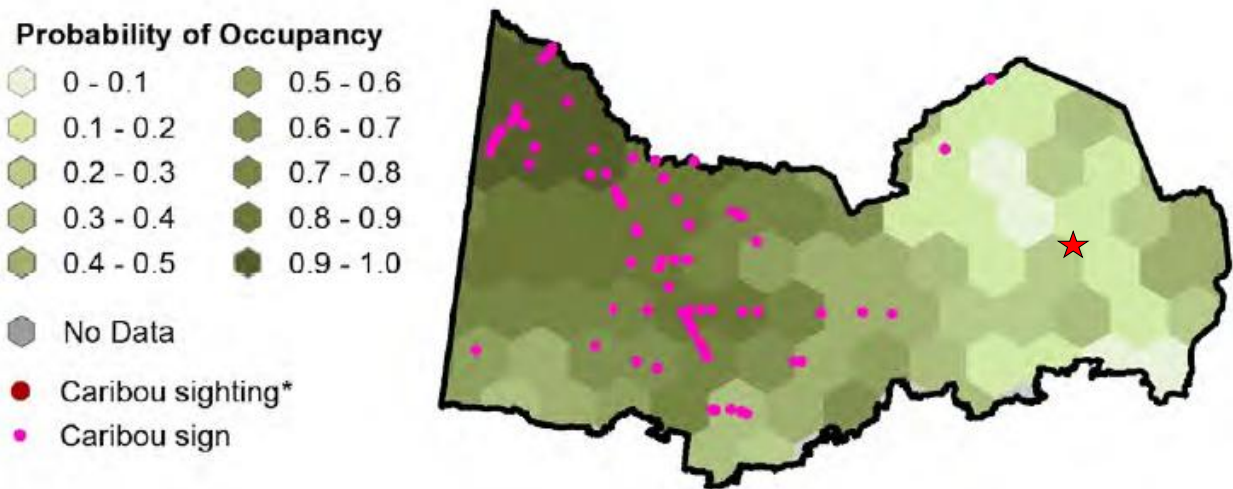 Probability of Occupancy
0 - 0.1
0.1 - 0.2
0.2 - 0.3
0.3 - 0.4
0.4 - 0.5
0.5 - 0.6
0.6 - 0.7
0.7 - 0.8
0.8 - 0.9
0.9 - 1.0
No Data
Caribou sighting*
Caribou sign